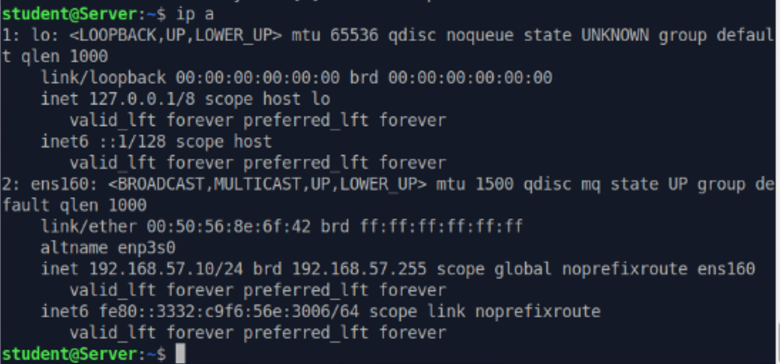 student@Server:~$ ip a
1: lo: <LOOPBACK,UP,LOWER_UP> mtu 65536 qdisc noqueue state UNKNOWN group defaul
t qlen 1000
    link/loopback 00:00:00:00:00:00 brd 00:00:00:00:00:00
    inet 127.0.0.1/8 scope host lo
       valid_lft forever preferred_lft forever
    inet6 ::1/128 scope host
       valid_lft forever preferred_lft forever
2: ens160: <BROADCAST,MULTICAST,UP,LOWER_UP> mtu 1500 qdisc mq state UP group de
fault qlen 1000
    link/ether 00:50:56:8e:6f:42 brd ff:ff:ff:ff:ff:ff
    altname enp3s0
    inet 192.168.57.10/24 brd 192.168.57.255 scope global noprefixroute ens160
       valid_lft forever preferred_lft forever
    inet6 fe80::3332:c9f6:56e:3006/64 scope link noprefixroute
       valid_lft forever preferred_lft forever
student@Server:~$